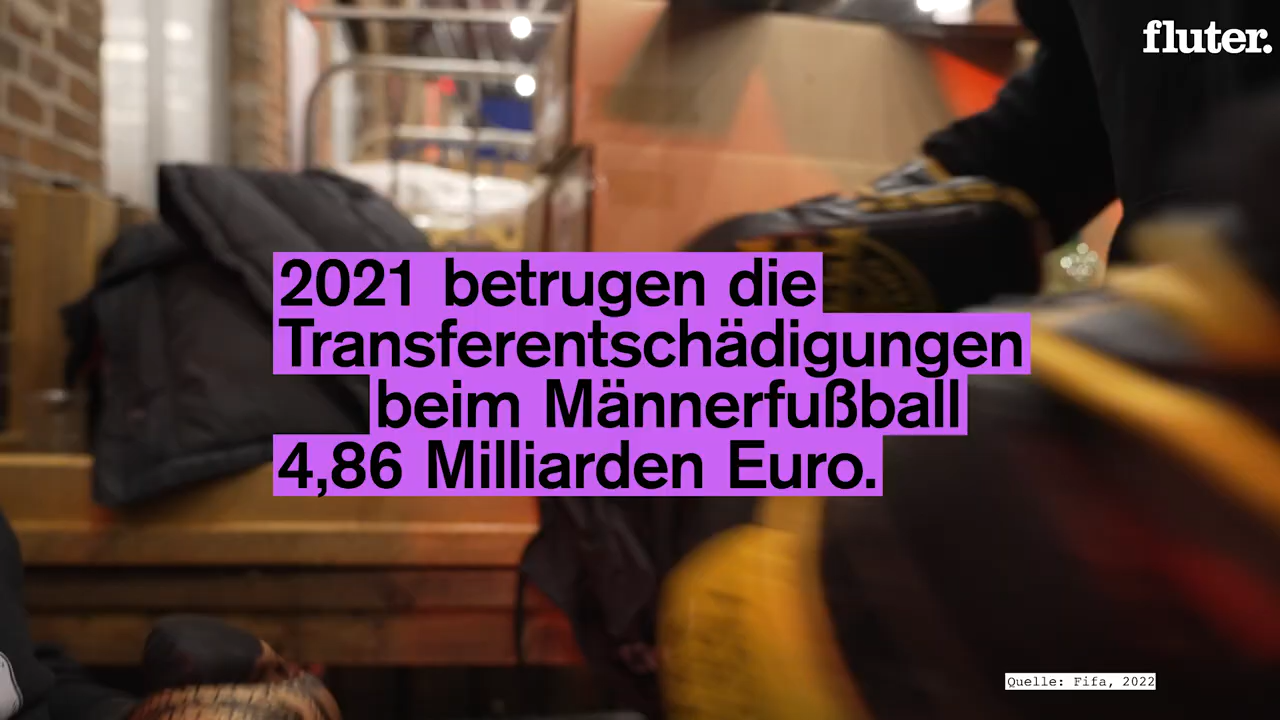 fluter.
2021 betrugen die
Transferentschädigungen
beim Männerfußball
4,86 Milliarden Euro.
Quelle: Fifa, 2022